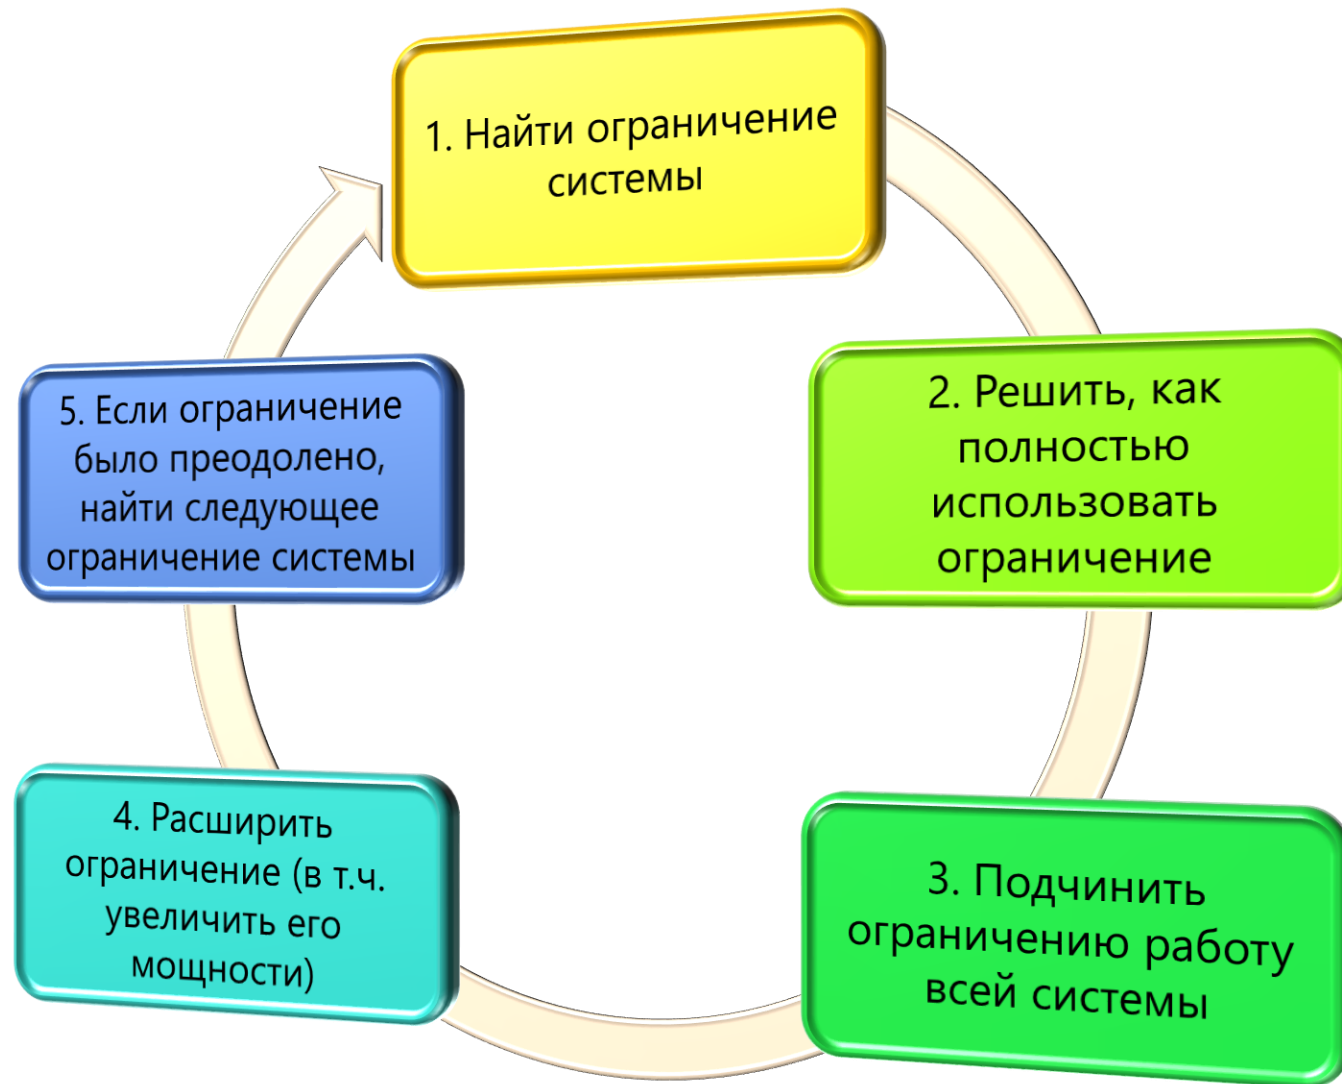 1. Найти ограничение
системы
2. Решить, как
полностью
использовать
ограничение
3. Подчинить
ограничению работу
всей системы
4. Расширить
ограничение (в т.ч.
увеличить его
мощности)
5. Если ограничение
было преодолено,
найти следующее
ограничение системы